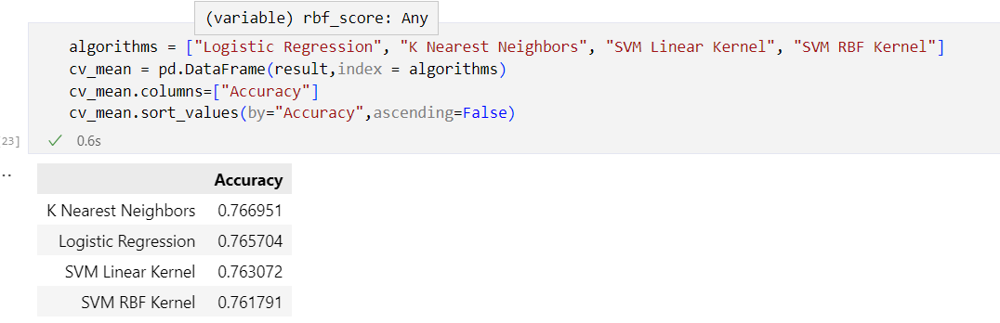 (variable) rbf_score: Any
algorithms = ["Logistic Regression", "K Nearest Neighbors", "SVM Linear Kernel", "SVM RBF Kernel"]
cv_mean = pd.DataFrame(result,index = algorithms)
cv_mean.columns=["Accuracy"]
cv_mean.sort_values(by="Accuracy",ascending=False)
23] ✓ 0.6s
..
Accuracy
K Nearest Neighbors 0.766951
Logistic Regression 0.765704
SVM Linear Kernel 0.763072
SVM RBF Kernel 0.761791